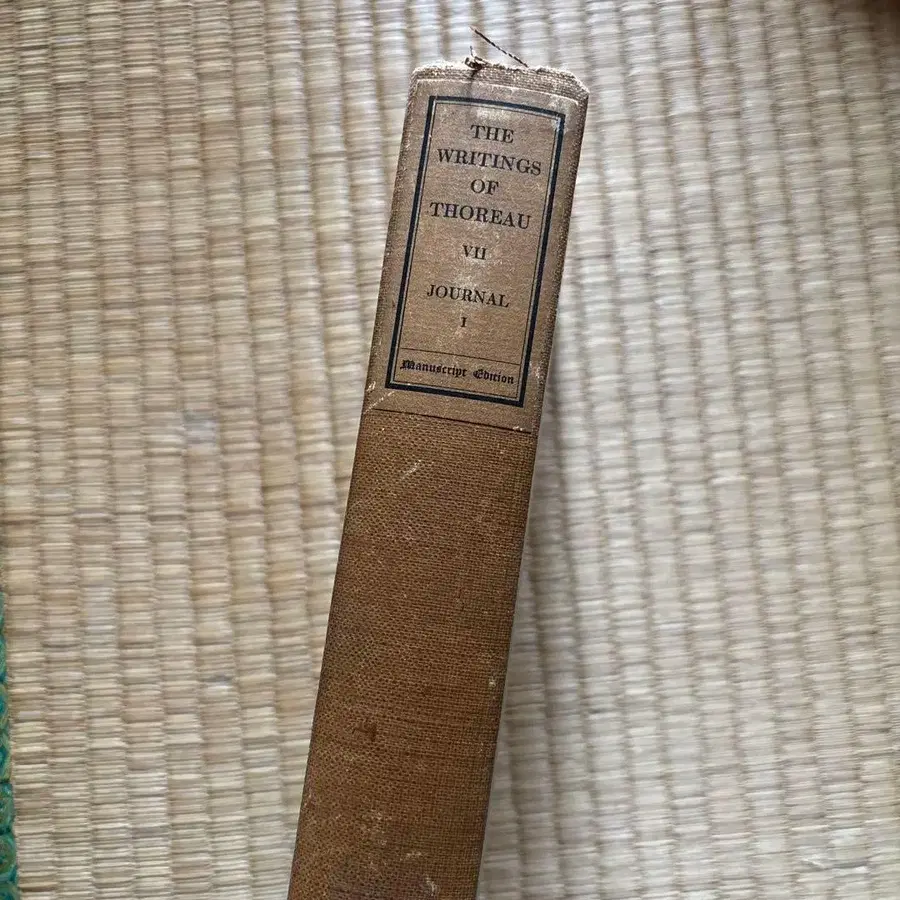 THE
WRITINGS
OF
THOREAU
VII
JOURNAL
I
Manuscript Edition